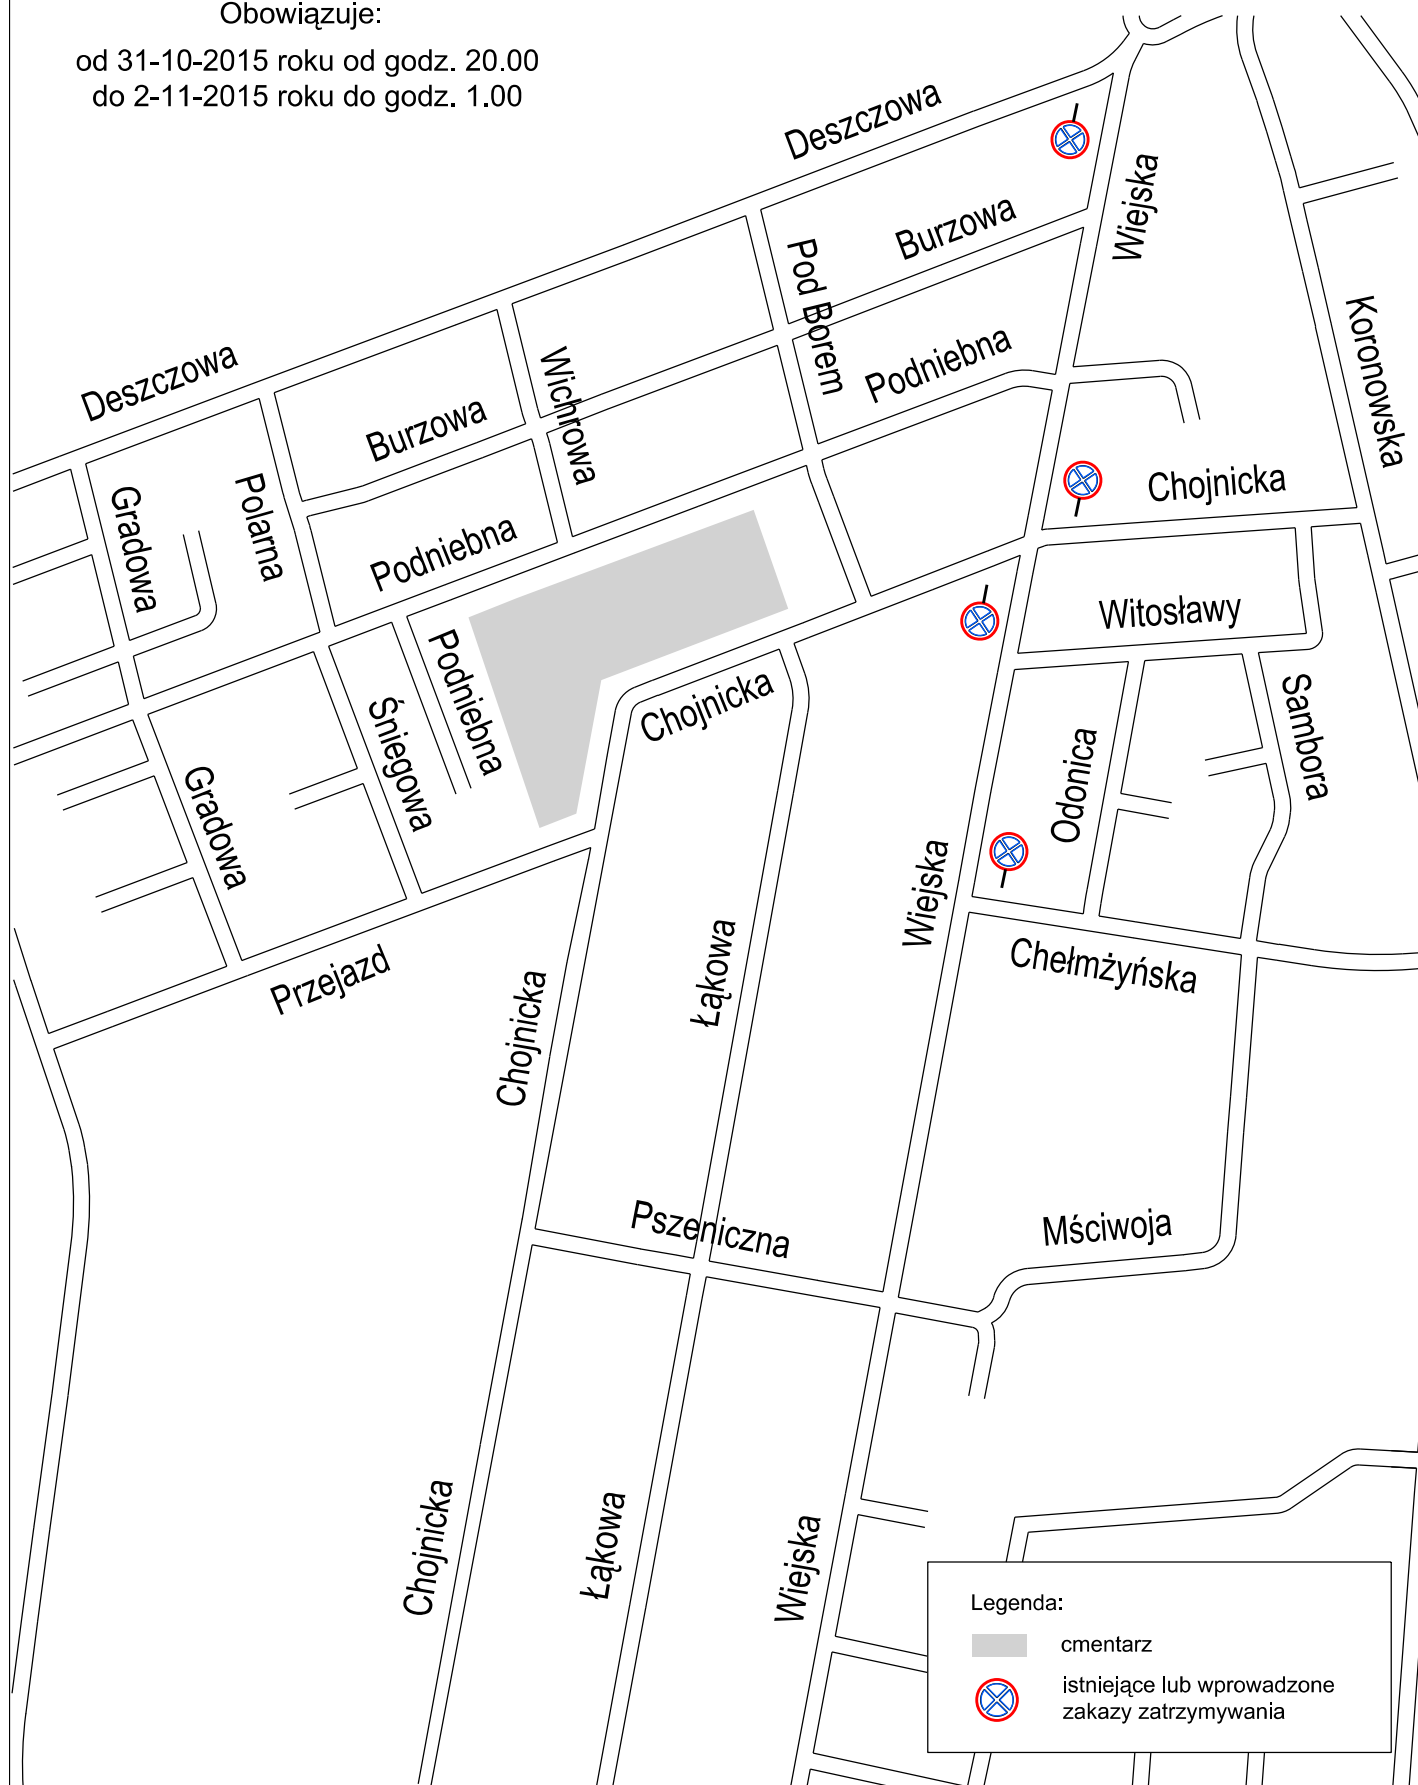 Obowiązuje:
od 31-10-2015 roku od godz. 20.00
do 2-11-2015 roku do godz. 1.00
Deszczowa
Wiejska
Burzowa
Pod Borem
Koronowska
Podniebna
Deszczowa
Wichrowa
Burzowa
Chojnicka
Gradowa
Polarna
Podniebna
Witosławy
Podniebna
Chojnicka
Sambora
Śniegowa
Odonica
Gradowa
Wiejska
Łąkowa
Przejazd
Chełmżyńska
Chojnicka
Pszeniczna
Mściwoja
Chojnicka
Łąkowa
Wiejska
Legenda:
cmentarz
istniejące lub wprowadzone
zakazy zatrzymywania